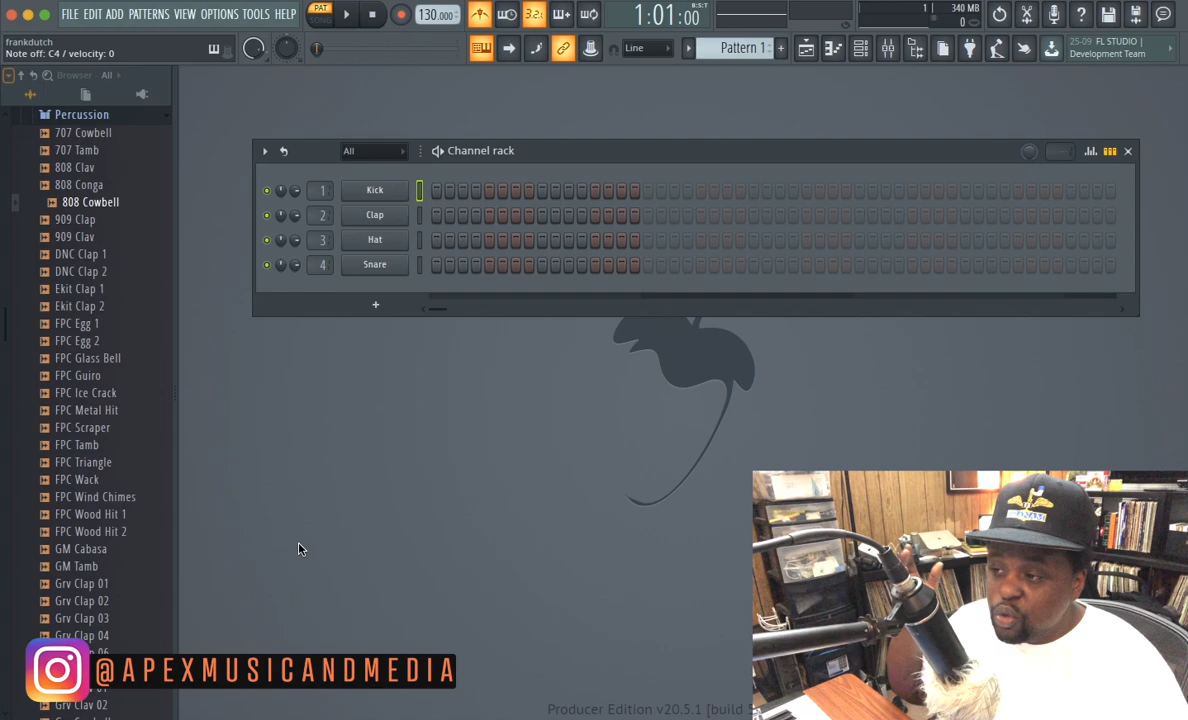 FILE EDIT ADD PATTERNS VIEW OPTIONS TOOLS HELP
PAT
SONG
130.000
3.2.
1:01:00
B:S:T
1
340 MB
0
frankdutch
Note off: C4 / velocity: 0
Line
Pattern 1
+
25-09 FL STUDIO |
Development Team
Browser - All
Percussion
707 Cowbell
707 Tamb
808 Clav
808 Conga
808 Cowbell
909 Clap
909 Clav
DNC Clap 1
DNC Clap 2
Ekit Clap 1
Ekit Clap 2
FPC Egg 1
FPC Egg 2
FPC Glass Bell
FPC Guiro
FPC Ice Crack
FPC Metal Hit
FPC Scraper
FPC Tamb
FPC Triangle
FPC Wack
FPC Wind Chimes
FPC Wood Hit 1
FPC Wood Hit 2
GM Cabasa
GM Tamb
Grv Clap 01
Grv Clap 02
Grv Clap 03
Grv Clap 04
Grv Clav 02
All
Channel rack
1 Kick
2 Clap
3 Hat
4 Snare
+
@APEXMUSICANDMEDIA
Producer Edition v20.5.1 [build